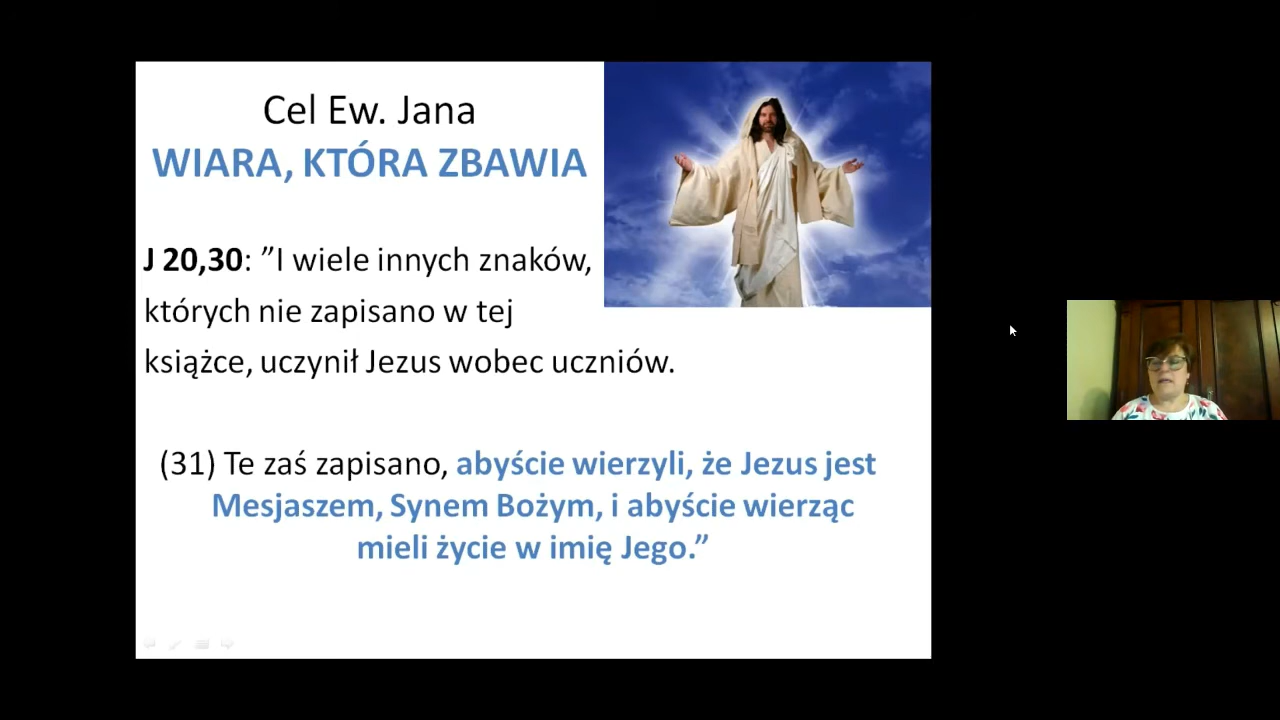 Cel Ew. Jana
WIARA, KTÓRA ZBAWIA
J 20,30: ”I wiele innych znaków,
których nie zapisano w tej
książce, uczynił Jezus wobec uczniów.
(31) Te zaś zapisano, abyście wierzyli, że Jezus jest
Mesjaszem, Synem Bożym, i abyście wierząc
mieli życie w imię Jego.”